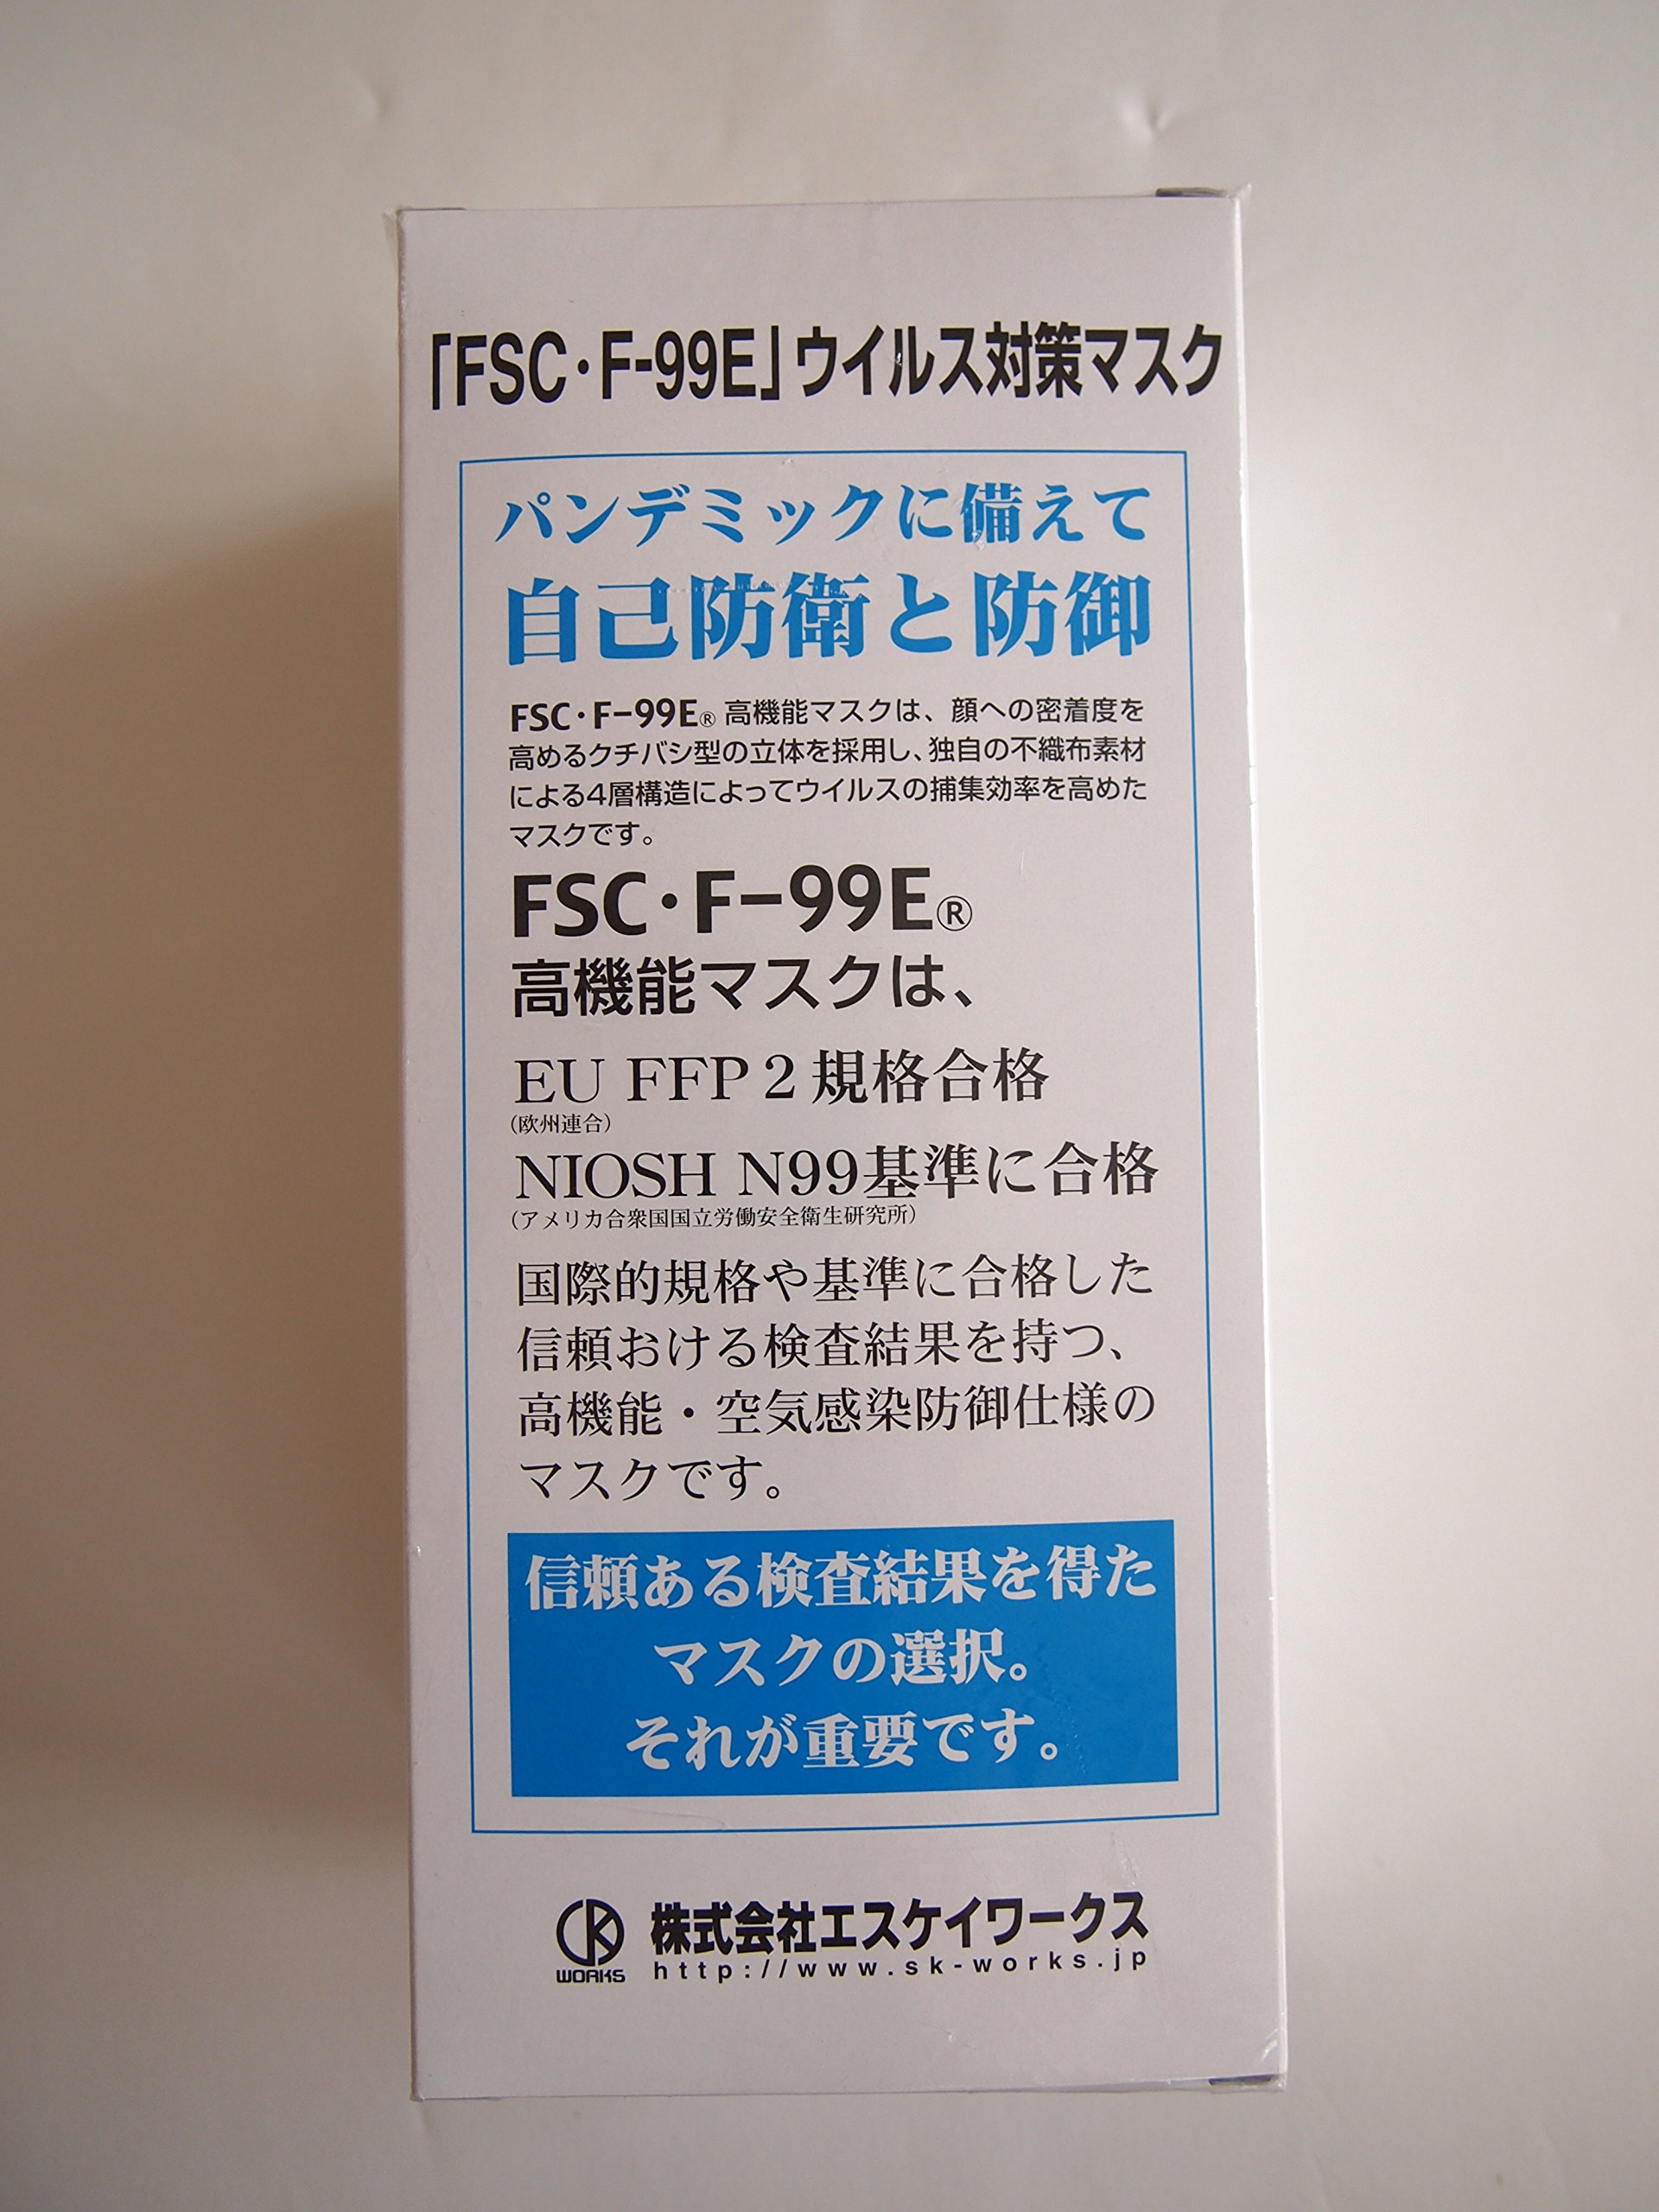 「FSC・F-99E」ウイルス対策マスク
パンデミックに備えて
自己防衛と防御
FSC・F-99E® 高機能マスクは、顔への密着度を
高めるクチバシ型の立体を採用し、独自の不織布素材
による4層構造によってウイルスの捕集効率を高めた
マスクです。
FSC・F-99E®
高機能マスクは、
EU FFP2規格合格
（欧州連合）
NIOSH N99基準に合格
（アメリカ合衆国国立労働安全衛生研究所）
国際的規格や基準に合格した
信頼おける検査結果を持つ、
高機能・空気感染防御仕様の
マスクです。
信頼ある検査結果を得た
マスクの選択。
それが重要です。
WORKS
株式会社エスケイワークス
http://www.sk-works.jp